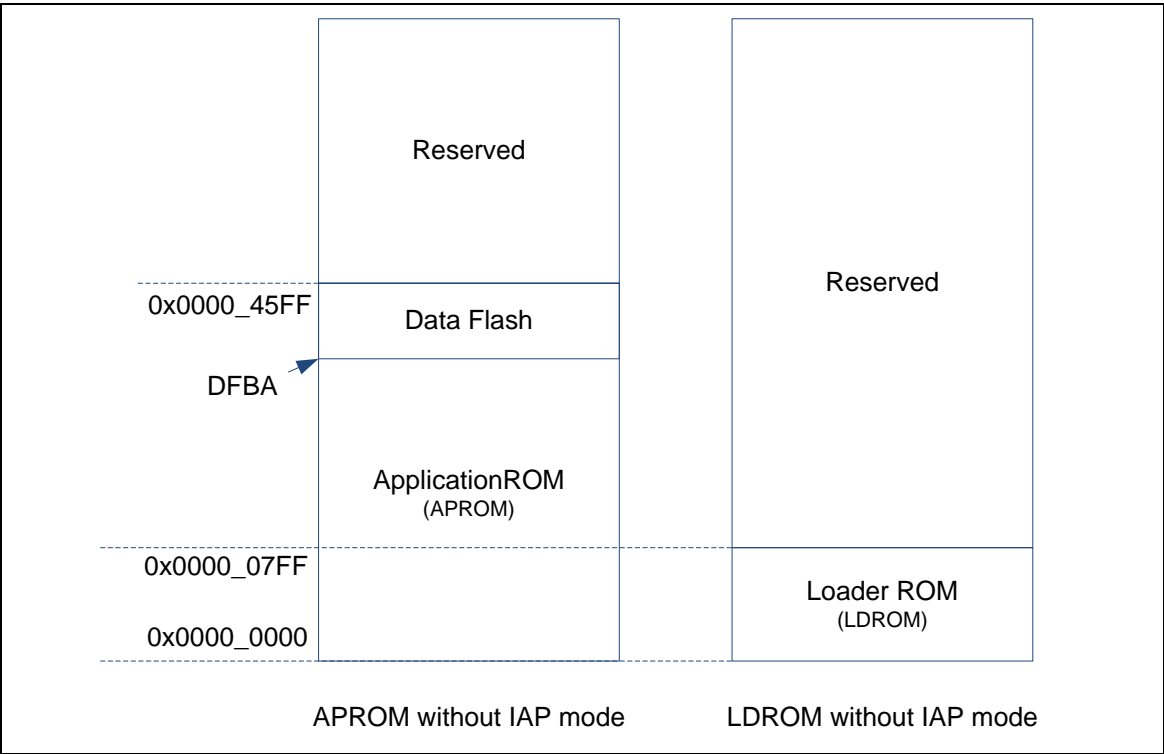 Reserved
Reserved
0x0000_45FF
Data Flash
DFBA
ApplicationROM
(APROM)
0x0000_07FF
Loader ROM
(LDROM)
0x0000_0000
APROM without IAP mode
LDROM without IAP mode